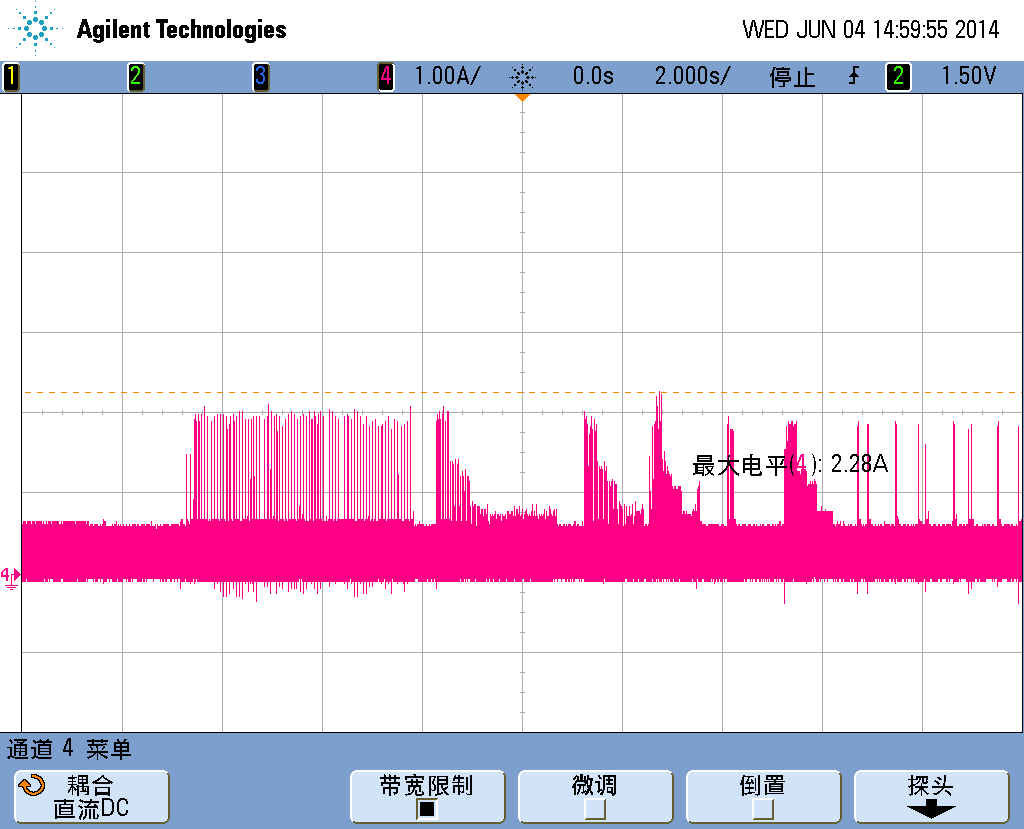 Agilent Technologies WED JUN 04 14:59:55 2014
1 2 3 4 1.00A/ 0.0s 2.000s/ 停止 2 1.50V
最大电平(4): 2.28A
4
通道 4 菜单
耦合 带宽限制 微调 倒置 探头
直流DC